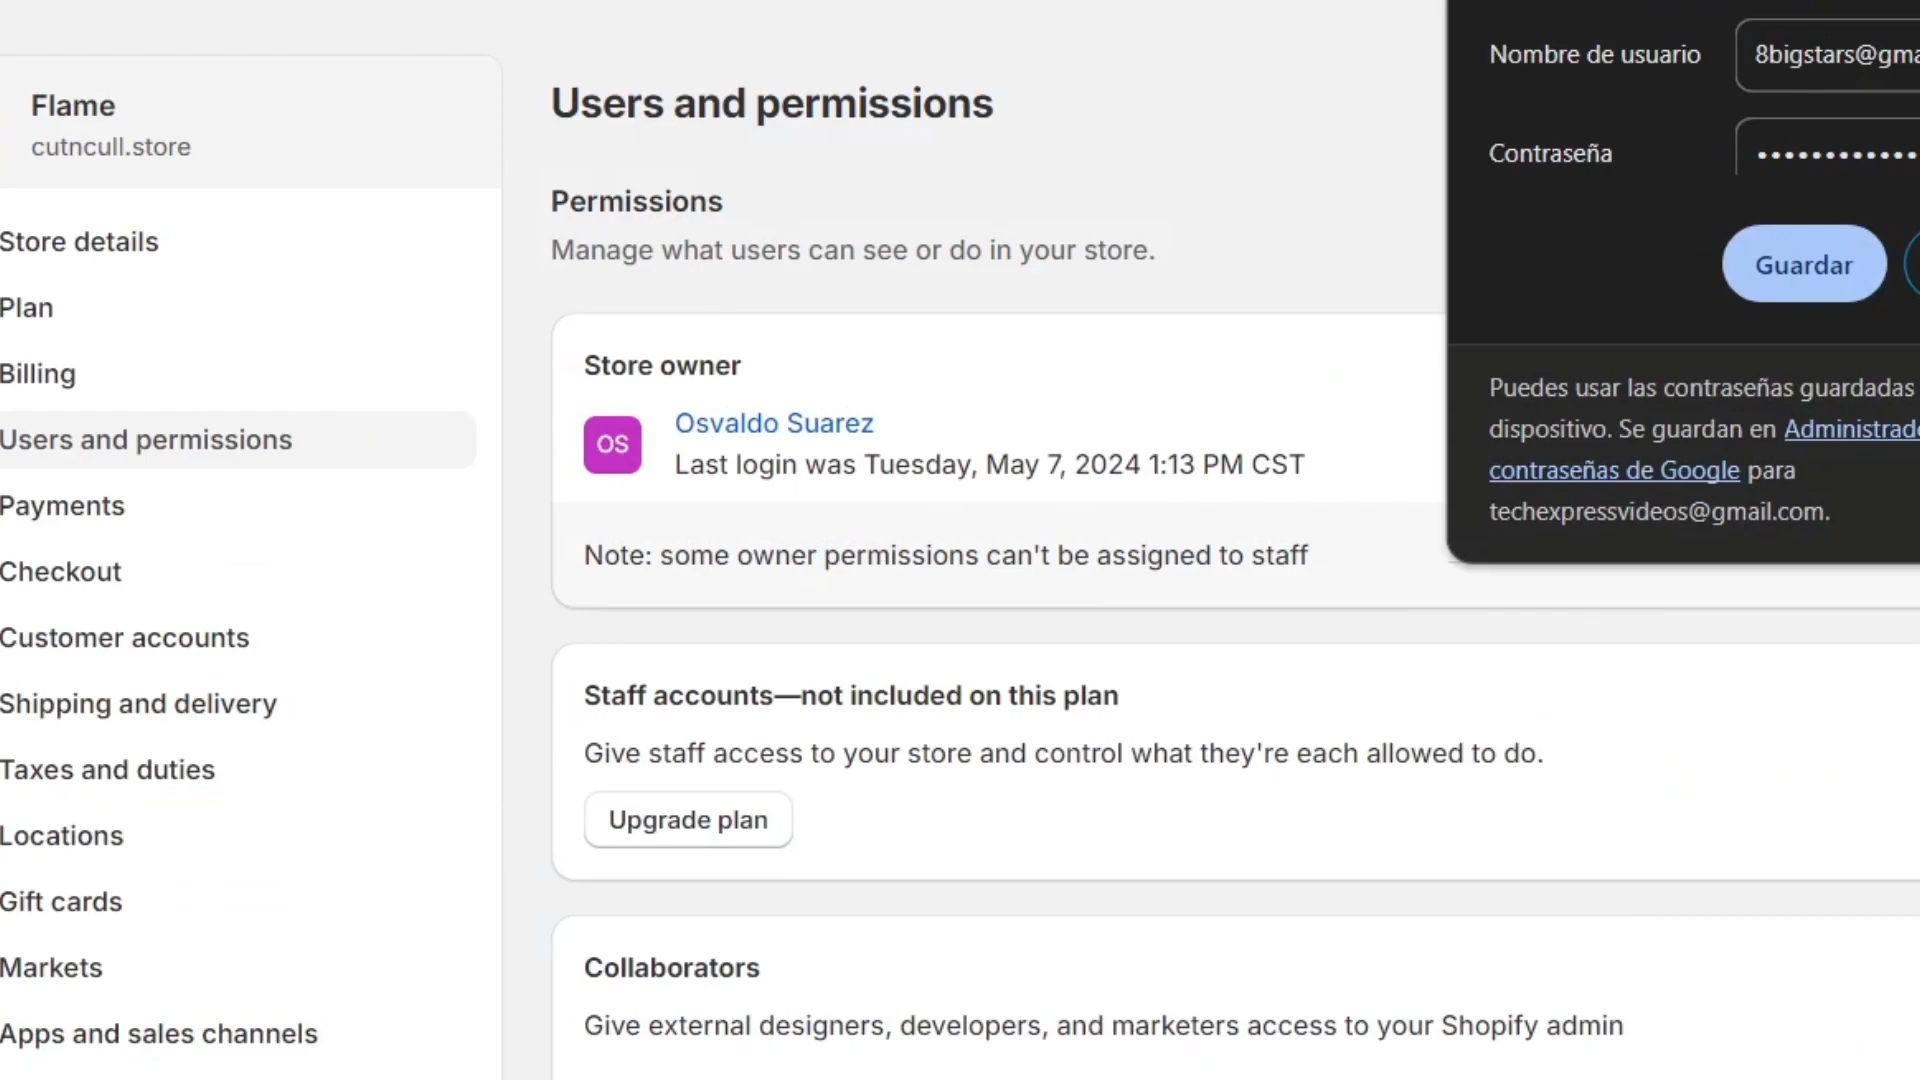 Flame
cutncull.store
Store details
Plan
Billing
Users and permissions
Payments
Checkout
Customer accounts
Shipping and delivery
Taxes and duties
Locations
Gift cards
Markets
Apps and sales channels
Users and permissions
Permissions
Manage what users can see or do in your store.
Store owner
OS
Osvaldo Suarez
Last login was Tuesday, May 7, 2024 1:13 PM CST
Note: some owner permissions can't be assigned to staff
Staff accounts—not included on this plan
Give staff access to your store and control what they're each allowed to do.
Upgrade plan
Collaborators
Give external designers, developers, and marketers access to your Shopify admin
Nombre de usuario
8bigstars@gma
Contraseña
••••••••••••
Guardar
Puedes usar las contraseñas guardadas
dispositivo. Se guardan en Administrado
contraseñas de Google para
techexpressvideos@gmail.com.